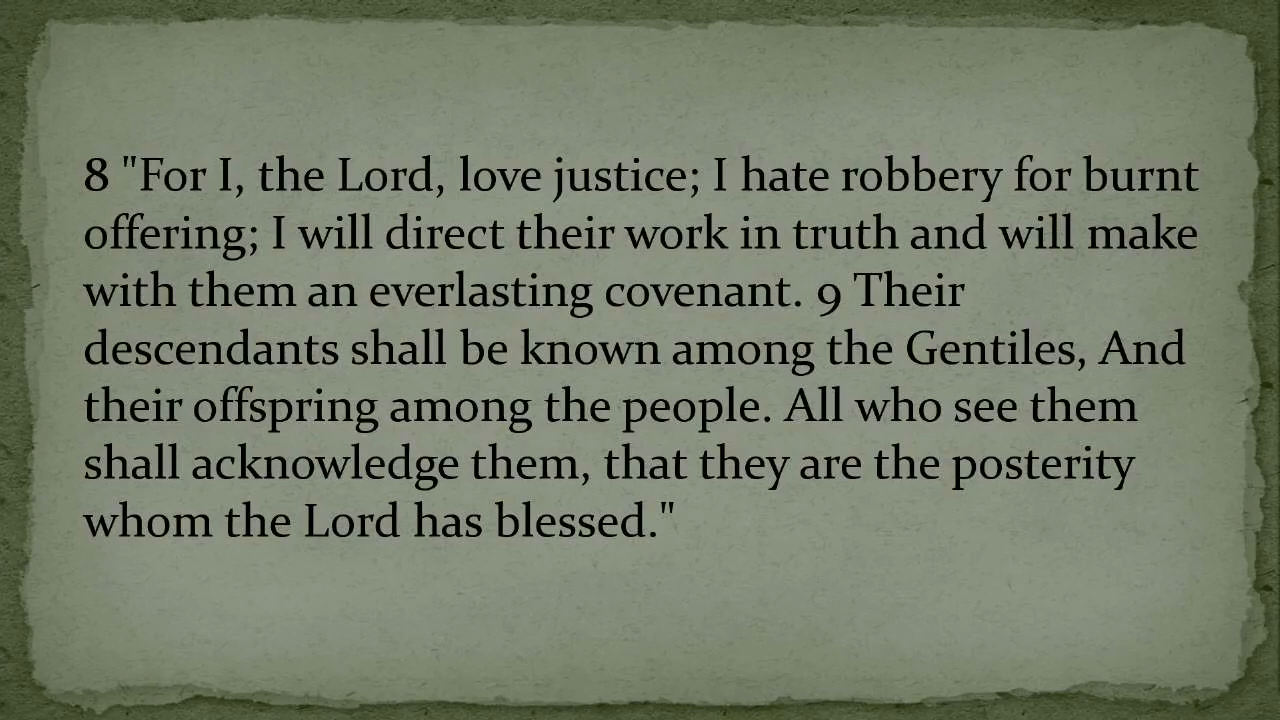 8 "For I, the Lord, love justice; I hate robbery for burnt
offering; I will direct their work in truth and will make
with them an everlasting covenant. 9 Their
descendants shall be known among the Gentiles, And
their offspring among the people. All who see them
shall acknowledge them, that they are the posterity
whom the Lord has blessed."